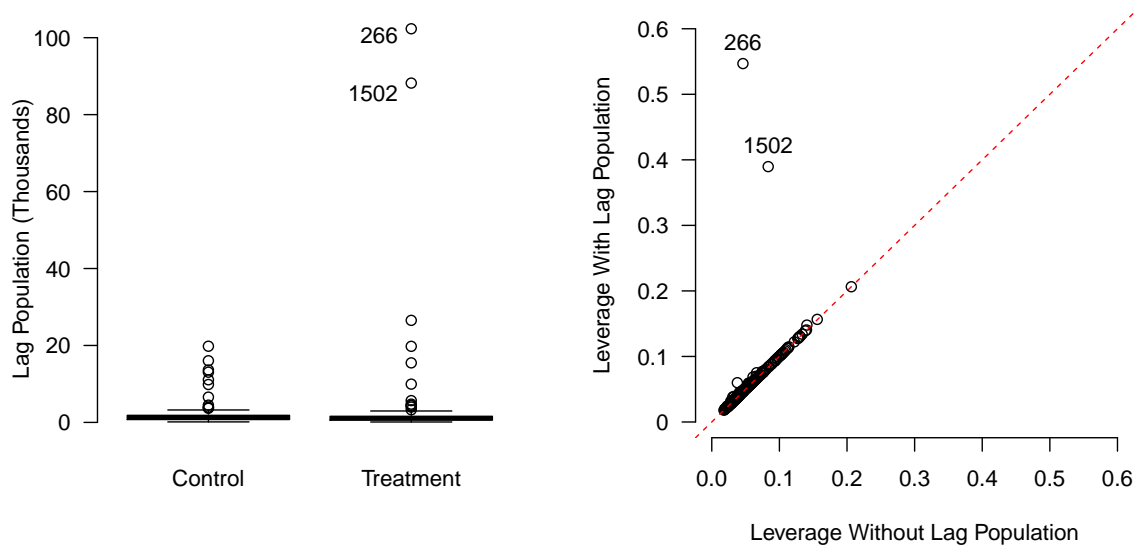 Lag Population (Thousands)
100
80
60
40
20
0
266
1502
Control
Treatment
Leverage With Lag Population
0.6
0.5
0.4
0.3
0.2
0.1
0
266
1502
0.0 0.1 0.2 0.3 0.4 0.5 0.6
Leverage Without Lag Population